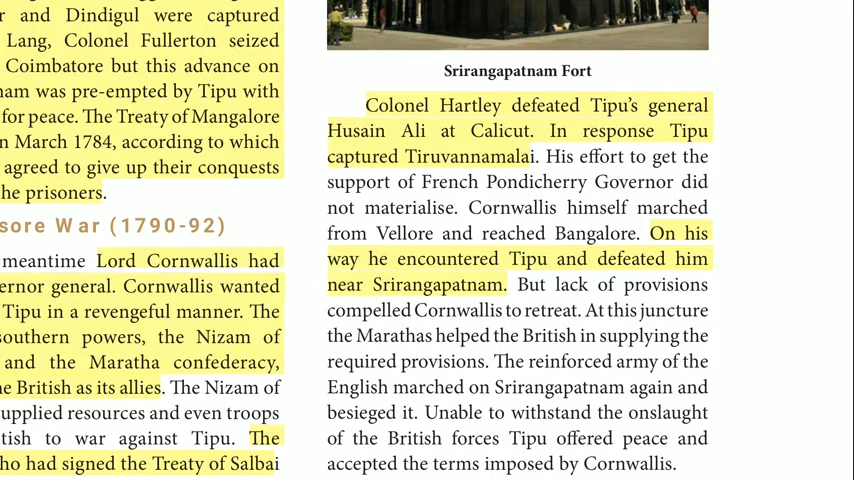 r and Dindigul were captured
Lang, Colonel Fullerton seized
Coimbatore but this advance on
nam was pre-empted by Tipu with
for peace. The Treaty of Mangalore
n March 1784, according to which
agreed to give up their conquests
he prisoners.
sore War (1790-92)
meantime Lord Cornwallis had
ernor general. Cornwallis wanted
Tipu in a revengeful manner. The
southern powers, the Nizam of
and the Maratha confederacy,
he British as its allies. The Nizam of
supplied resources and even troops
tish to war against Tipu. The
ho had signed the Treaty of Salbai
Srirangapatnam Fort
Colonel Hartley defeated Tipu's general
Husain Ali at Calicut. In response Tipu
captured Tiruvannamalai. His effort to get the
support of French Pondicherry Governor did
not materialise. Cornwallis himself marched
from Vellore and reached Bangalore. On his
way he encountered Tipu and defeated him
near Srirangapatnam. But lack of provisions
compelled Cornwallis to retreat. At this juncture
the Marathas helped the British in supplying the
required provisions. The reinforced army of the
English marched on Srirangapatnam again and
besieged it. Unable to withstand the onslaught
of the British forces Tipu offered peace and
accepted the terms imposed by Cornwallis.